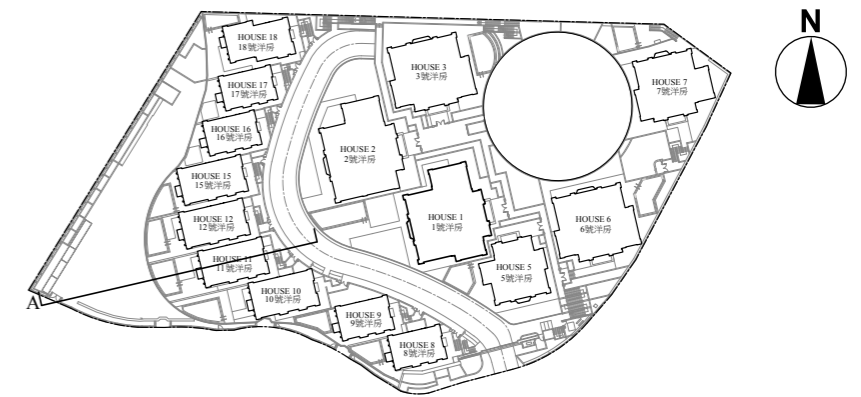 N
HOUSE 18
18號洋房
HOUSE 3
3號洋房
HOUSE 17
17號洋房
HOUSE 7
7號洋房
HOUSE 16
16號洋房
HOUSE 2
2號洋房
HOUSE 15
15號洋房
HOUSE 12
12號洋房
HOUSE 1
1號洋房
HOUSE 6
6號洋房
HOUSE 11
11號洋房
HOUSE 5
5號洋房
HOUSE 10
10號洋房
A
HOUSE 9
9號洋房
HOUSE 8
8號洋房